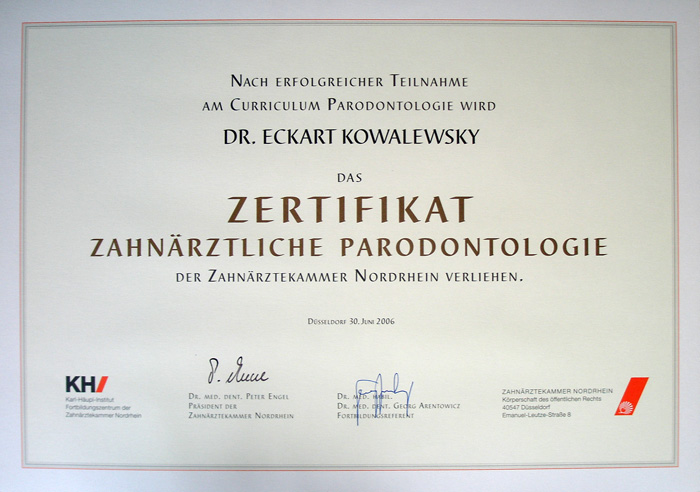 NACH ERFOLGREICHER TEILNAHME
AM CURRICULUM PARODONTOLOGIE WIRD
DR. ECKART KOWALEWSKY
DAS
ZERTIFIKAT
ZAHNÄRZTLICHE PARODONTOLOGIE
DER ZAHNÄRZTEKAMMER NORDRHEIN VERLIEHEN.
DÜSSELDORF 30. JUNI 2006
KHI
Karl-Häupl-Institut
Fortbildungszentrum der
Zahnärztekammer Nordrhein
DR. MED. DENT. PETER ENGEL
PRÄSIDENT DER
ZAHNÄRZTEKAMMER NORDRHEIN
DR. MED. HABIL.
DR. MED. DENT. GEORG ARENTOWICZ
FORTBILDUNGSREFERENT
ZAHNÄRZTEKAMMER NORDRHEIN
Körperschaft des öffentlichen Rechts
40547 Düsseldorf
Emanuel-Leutze-Straße 8